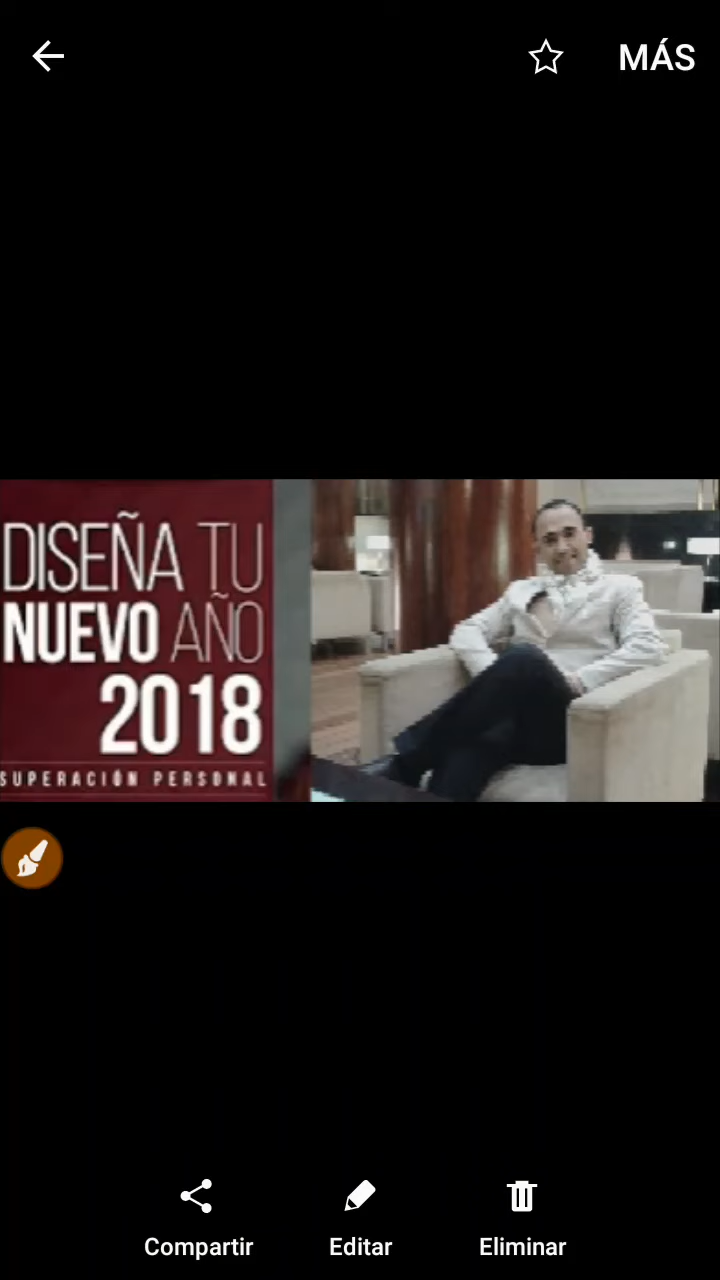 MÁS
DISEÑA TU
NUEVO AÑO
2018
SUPERACIÓN PERSONAL
Compartir
Editar
Eliminar